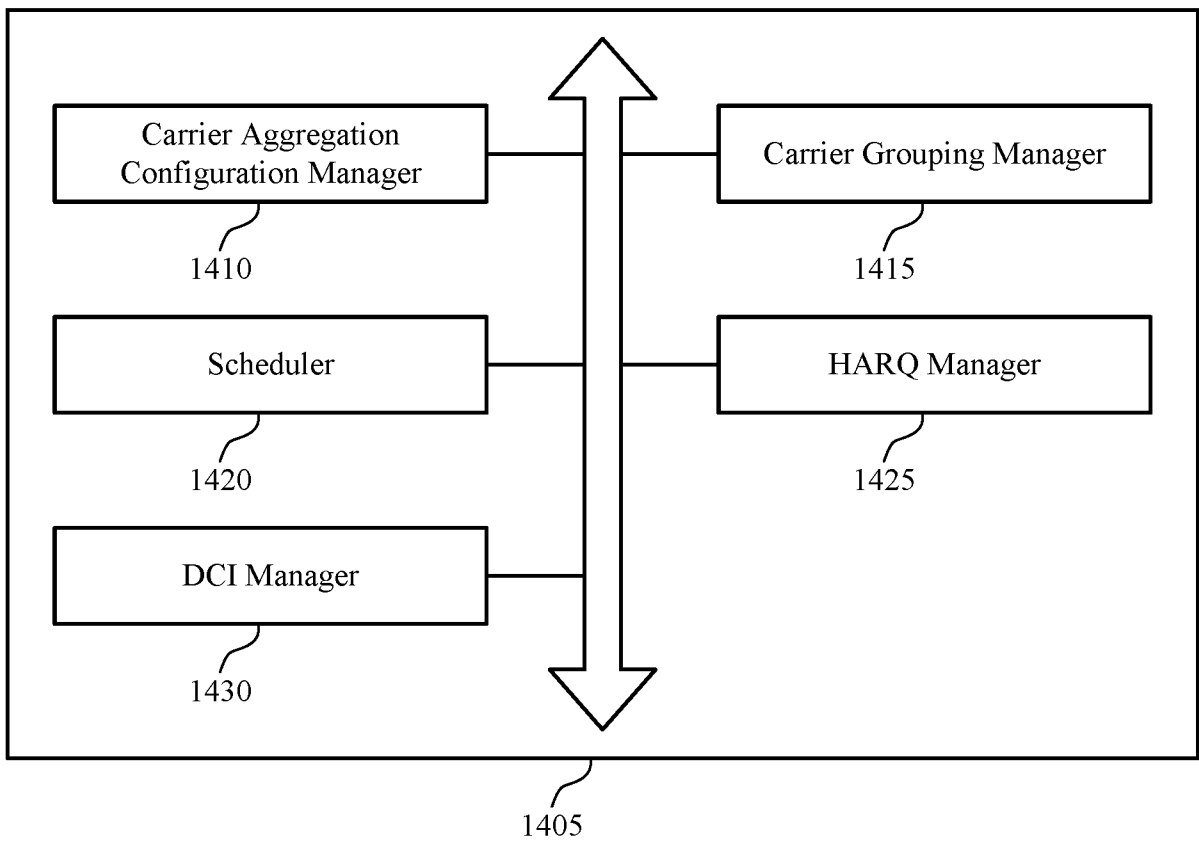 Carrier Aggregation
Configuration Manager
1410
Carrier Grouping Manager
1415
Scheduler
1420
HARQ Manager
1425
DCI Manager
1430
1405